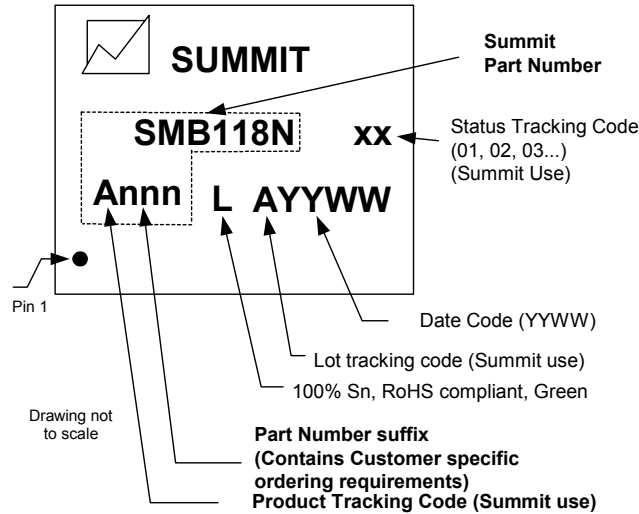 SUMMIT
Summit
Part Number
SMB118N
xx
Status Tracking Code
(01, 02, 03...)
(Summit Use)
Annn
L
AYYWW
Pin 1
Date Code (YYWW)
Lot tracking code (Summit use)
100% Sn, RoHS compliant, Green
Drawing not
to scale
Part Number suffix
(Contains Customer specific
ordering requirements)
Product Tracking Code (Summit use)